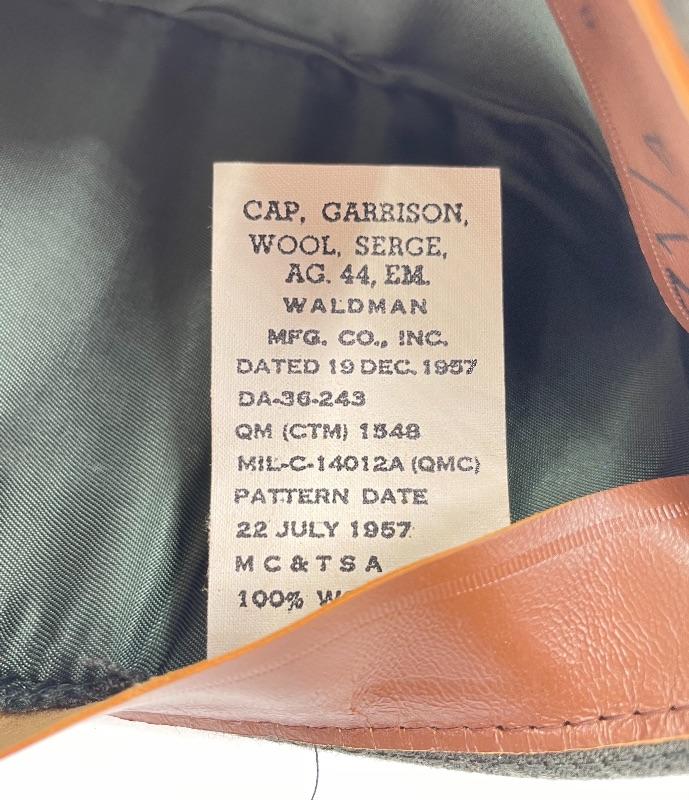 CAP, GARRISON,
WOOL, SERGE,
AG. 44, EM.
WALDMAN
MFG. CO., INC.
DATED 19 DEC. 1957
DA-36-243
QM (CTM) 1548
MIL-C-14012A (QMC)
PATTERN DATE
22 JULY 1957
M C & T S A
100%